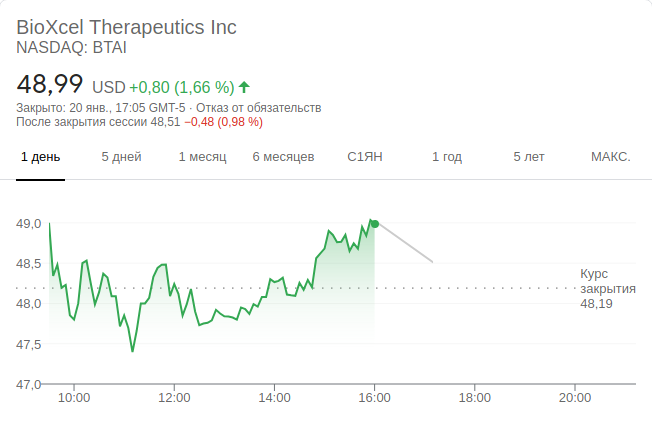 BioXcel Therapeutics Inc
NASDAQ: BTAI
48,99 USD +0,80 (1,66 %)
Закрыто: 20 янв., 17:05 GMT-5 · Отказ от обязательств
После закрытия сессии 48,51 −0,48 (0,98 %)
1 день 5 дней 1 месяц 6 месяцев С1ЯН 1 год 5 лет МАКС.
49,0
48,5
Курс
закрытия
48,19
48,0
47,5
47,0
10:00 12:00 14:00 16:00 18:00 20:00